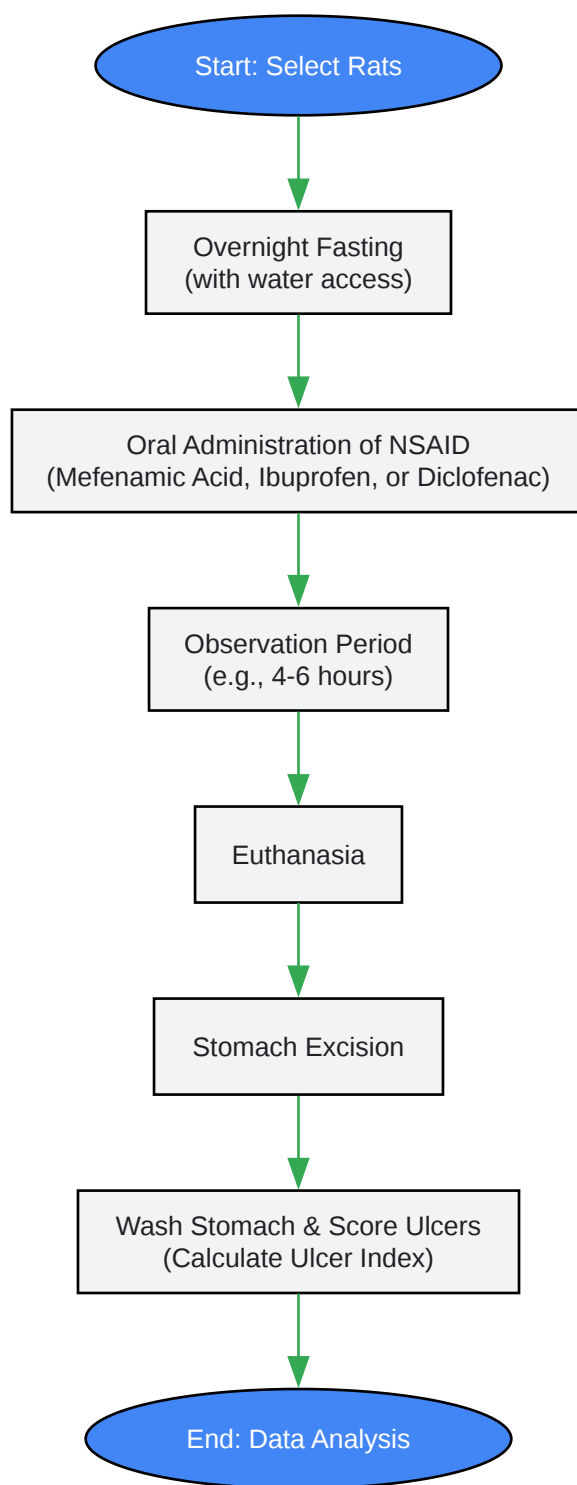 Start: Select Rats
Overnight Fasting
(with water access)
Oral Administration of NSAID
(Mefenamic Acid, Ibuprofen, or Diclofenac)
Observation Period
(e.g., 4-6 hours)
Euthanasia
Stomach Excision
Wash Stomach & Score Ulcers
(Calculate Ulcer Index)
End: Data Analysis